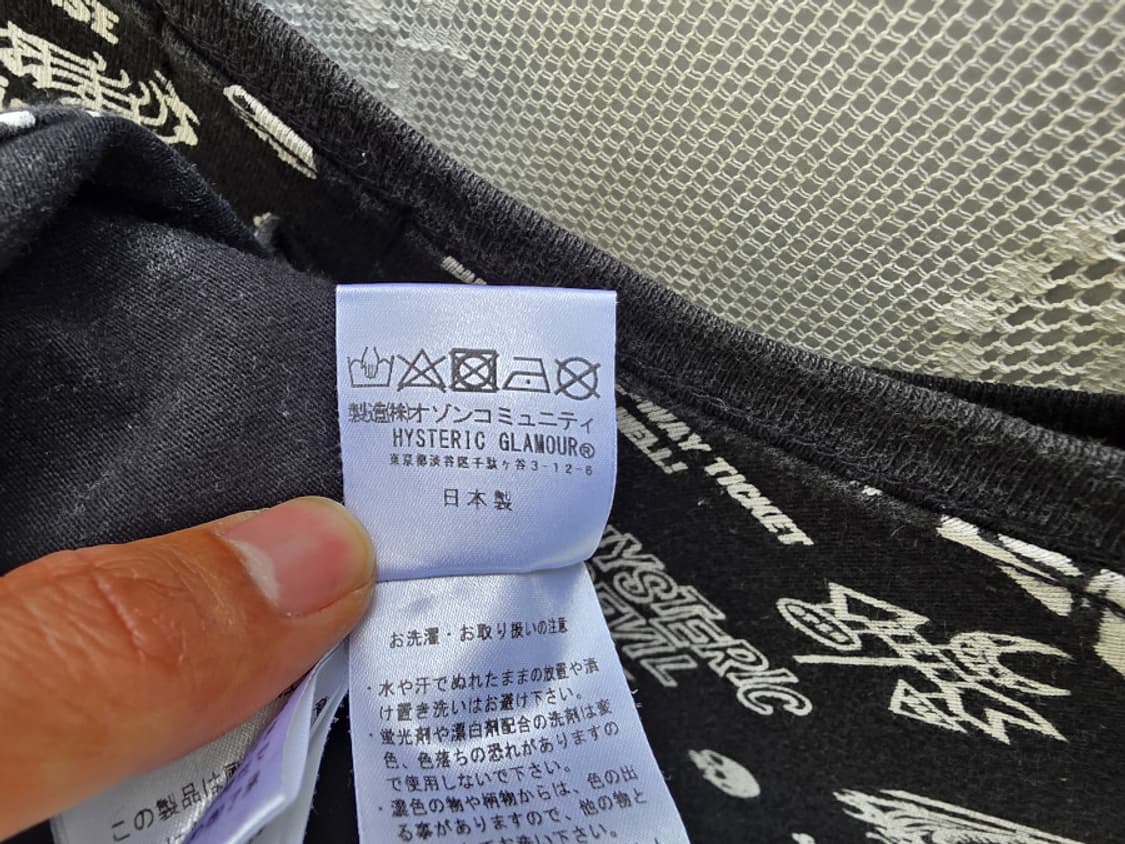 製造㈱オゾンコミュニティ
HYSTERIC GLAMOUR®
東京都渋谷区千駄ヶ谷3-12-6
日本製
お洗濯・お取り扱いの注意
・水や汗でぬれたままの放置や済
け置き洗いはお避け下さい。
・蛍光剤や漂白剤配合の洗剤は変
色、色落ちの恐れがありますの
で使用しないで下さい。
・濃色の物や柄物からは、色の出
る事がありますので、他の物と
この製品は
WAY TICKET
HELL!
HYSTERIC
EVIL